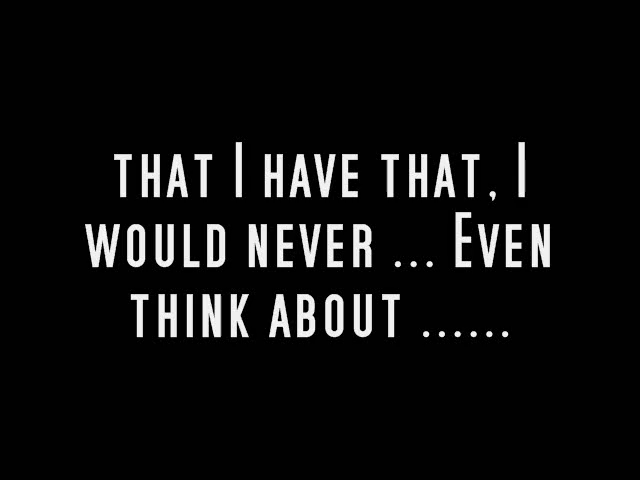 that I have that, I
would never ... Even
think about ......